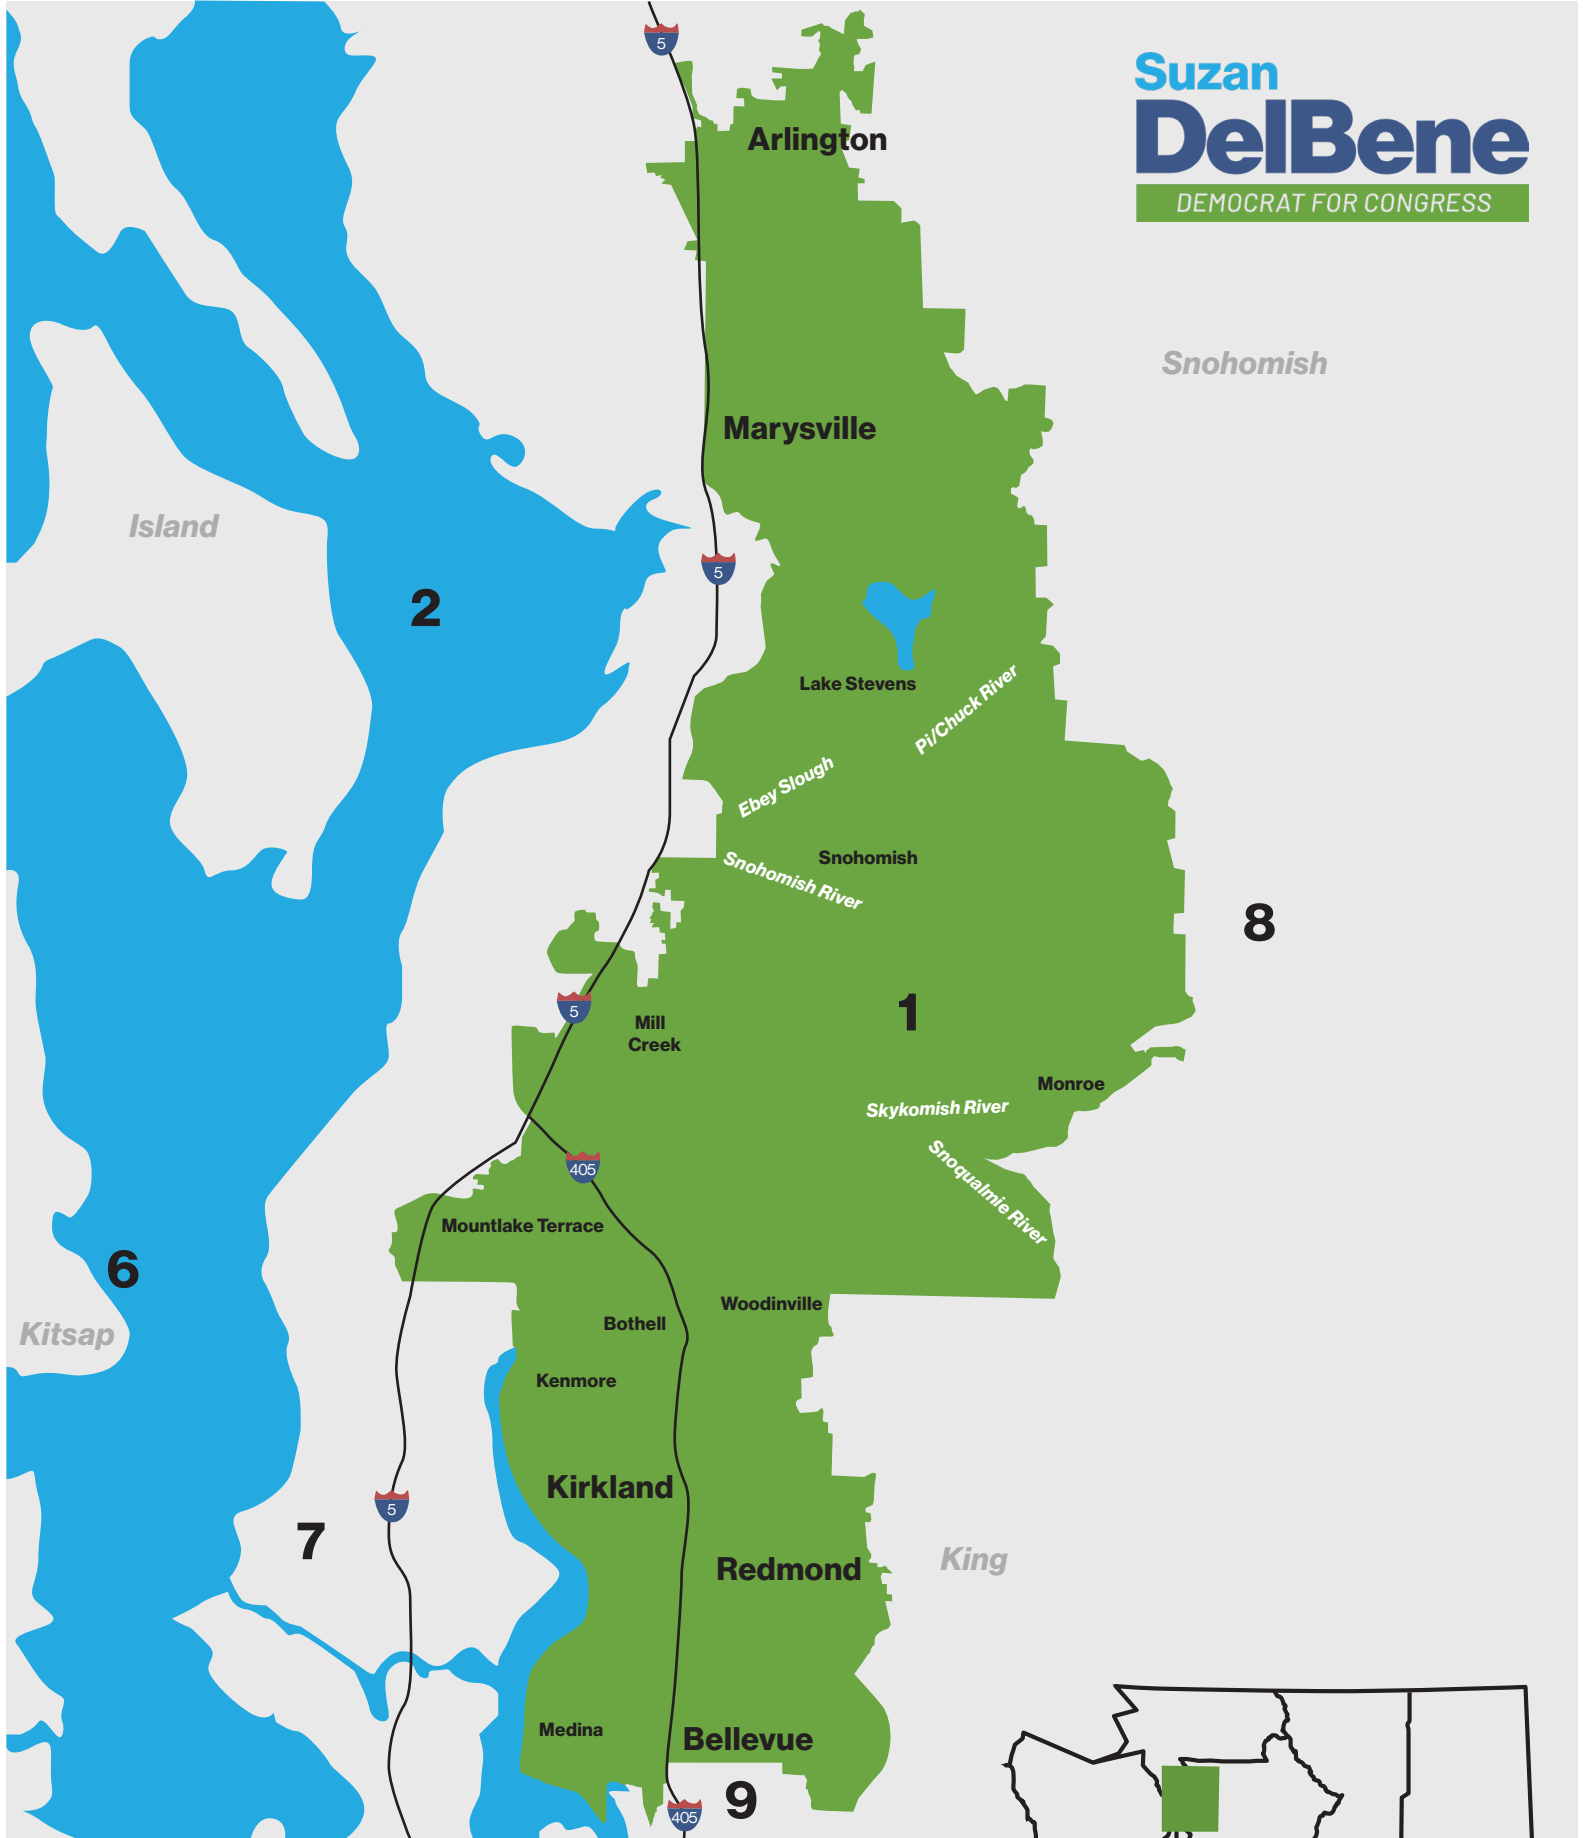 5
Suzan
DelBene
DEMOCRAT FOR CONGRESS
Arlington
Snohomish
Marysville
Island
5
2
Lake Stevens
Pi/Chuck River
Ebey Slough
Snohomish
Snohomish River
8
5
1
Mill
Creek
Monroe
Skykomish River
Snoqualmie River
405
Mountlake Terrace
6
Woodinville
Bothell
Kitsap
Kenmore
Kirkland
5
7
King
Redmond
Medina
Bellevue
9
405